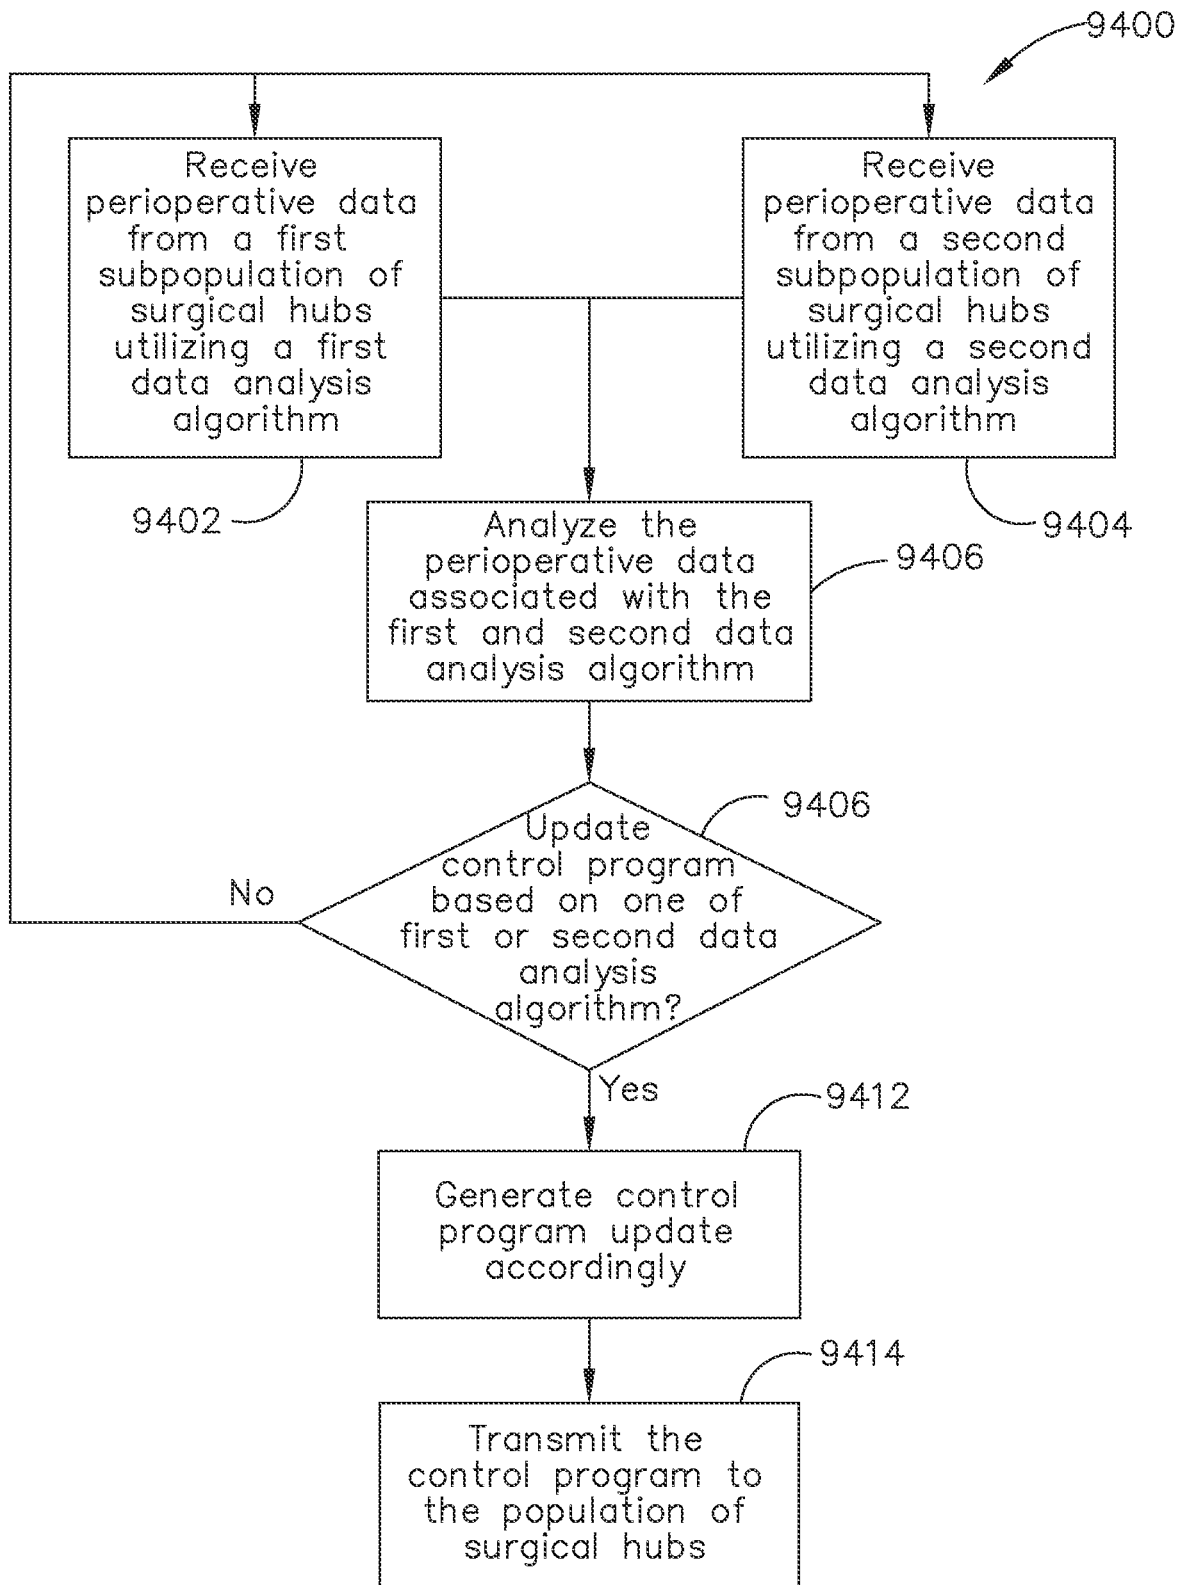 9400
Receive
perioperative data
from a first
subpopulation of
surgical hubs
utilizing a first
data analysis
algorithm
9402
Receive
perioperative data
from a second
subpopulation of
surgical hubs
utilizing a second
data analysis
algorithm
9404
Analyze the
perioperative data
associated with the
first and second data
analysis algorithm
9406
Update
control program
based on one of
first or second data
analysis
algorithm?
9406
No
Yes
Generate control
program update
accordingly
9412
Transmit the
control program to
the population of
surgical hubs
9414